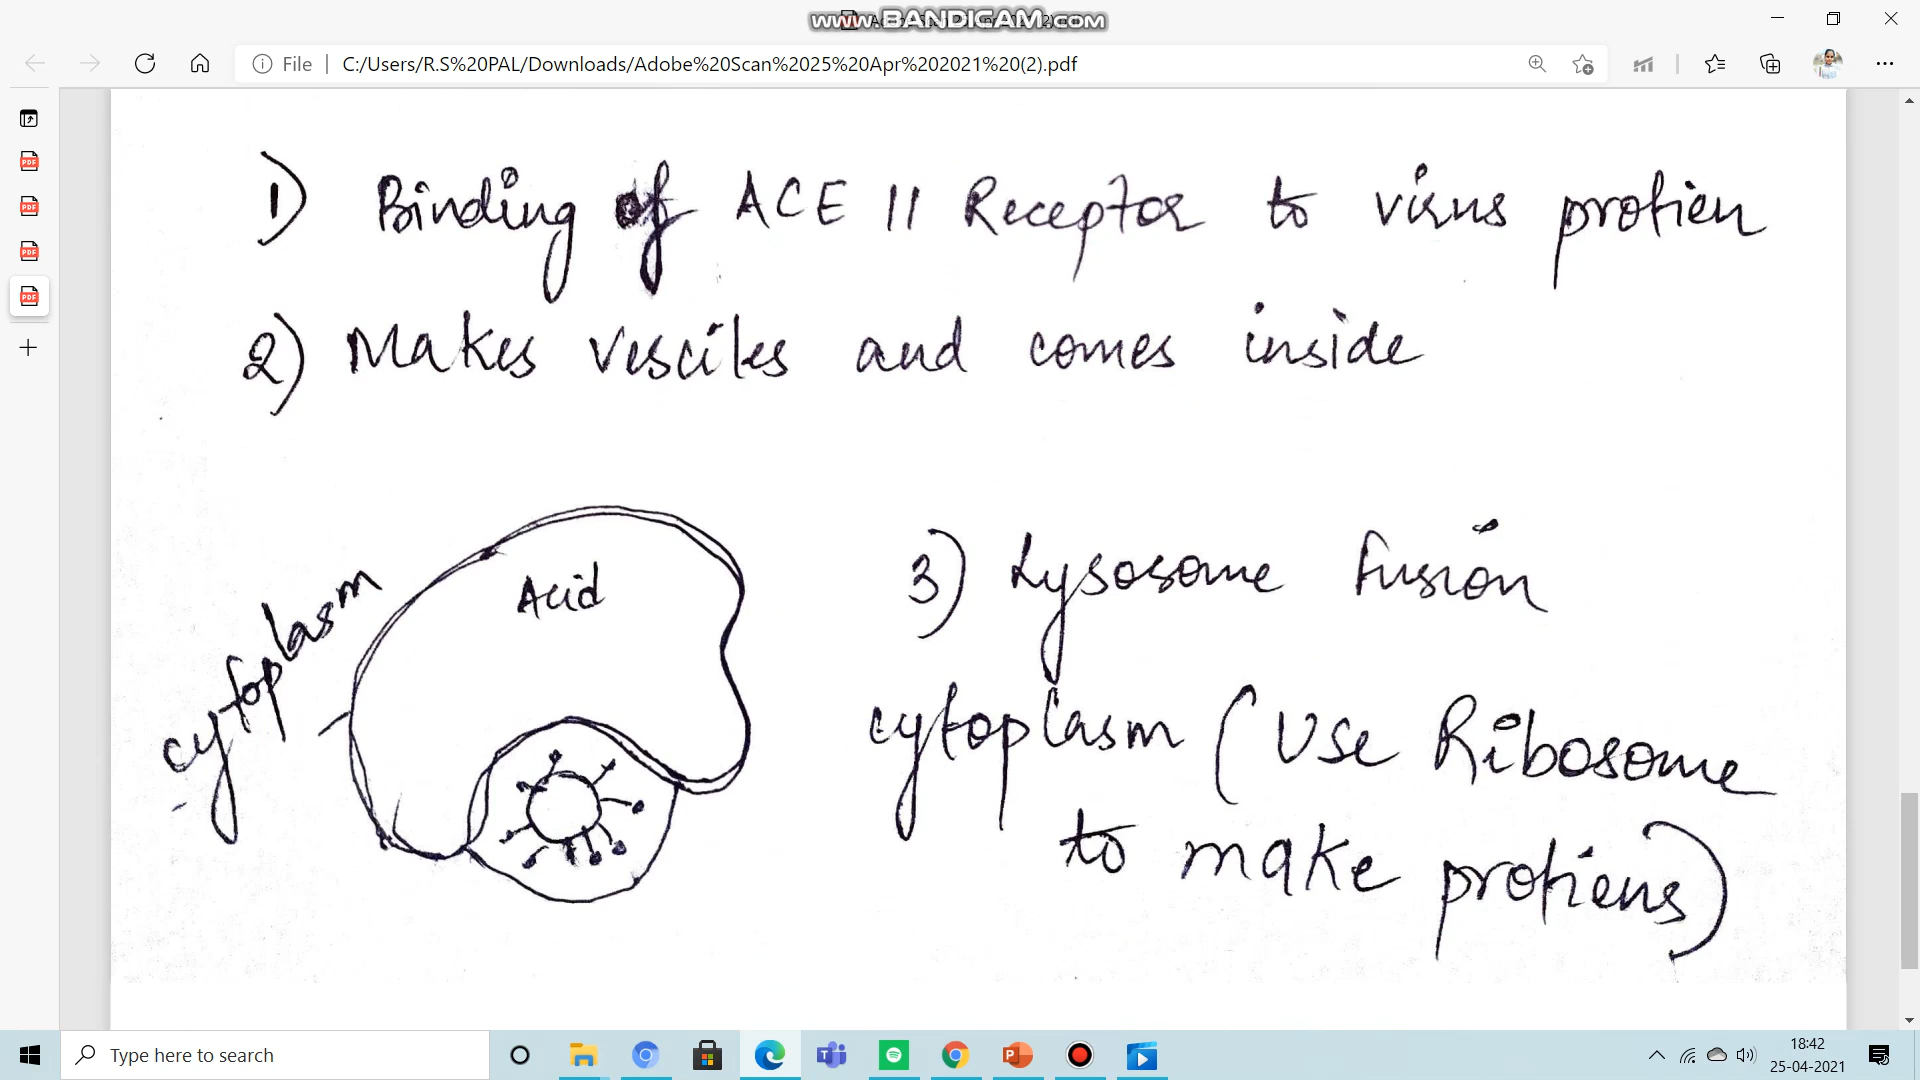 www.BANDICAM.com
File | C:/Users/R.S%20PAL/Downloads/Adobe%20Scan%2025%20Apr%202021%20(2).pdf
1) Binding of ACE II Receptor to virus protien
2) Makes vesciles and comes inside
Acid
cytoplasm
3) Lysosome Fusion
cytoplasm (Use Ribosome
to make protiens)
Type here to search
18:42
25-04-2021